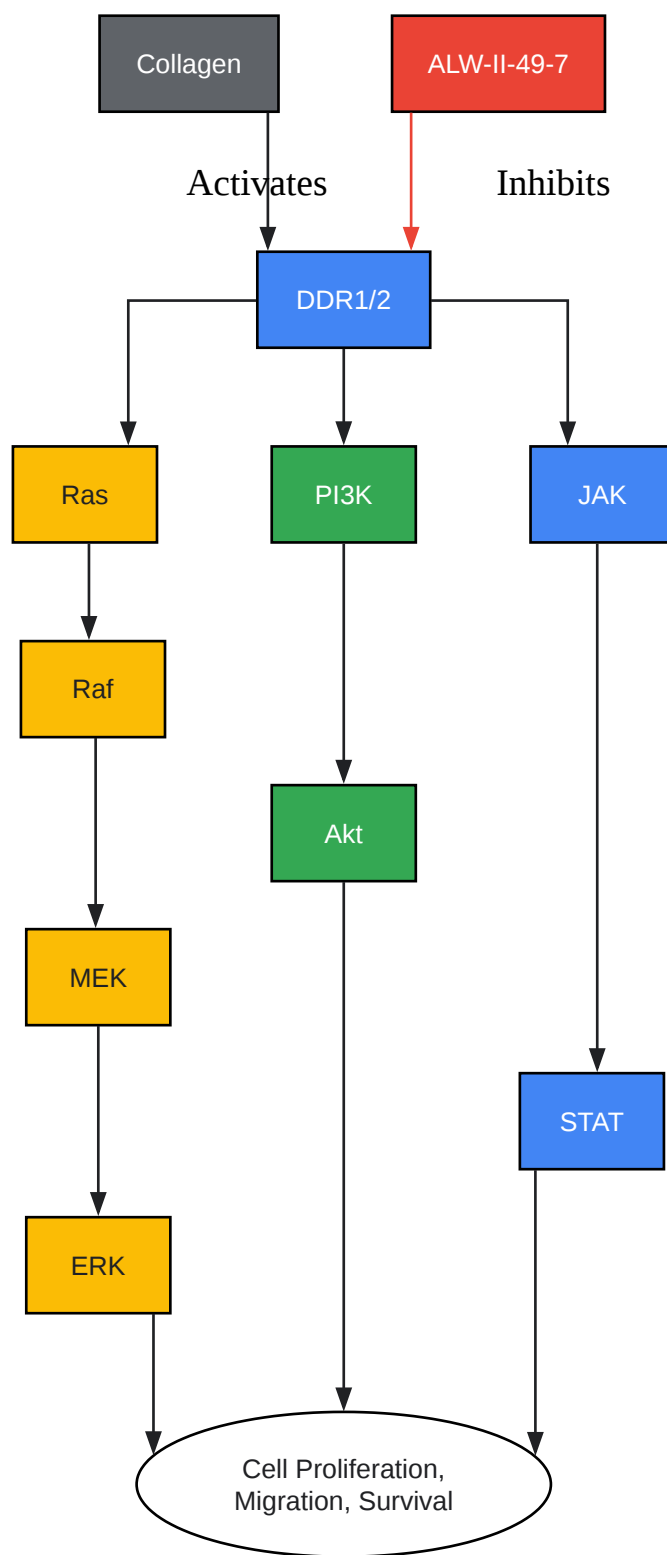 Collagen
ALW-II-49-7
Activates
Inhibits
DDR1/2
Ras
PI3K
JAK
Raf
Akt
MEK
STAT
ERK
Cell Proliferation,
Migration, Survival